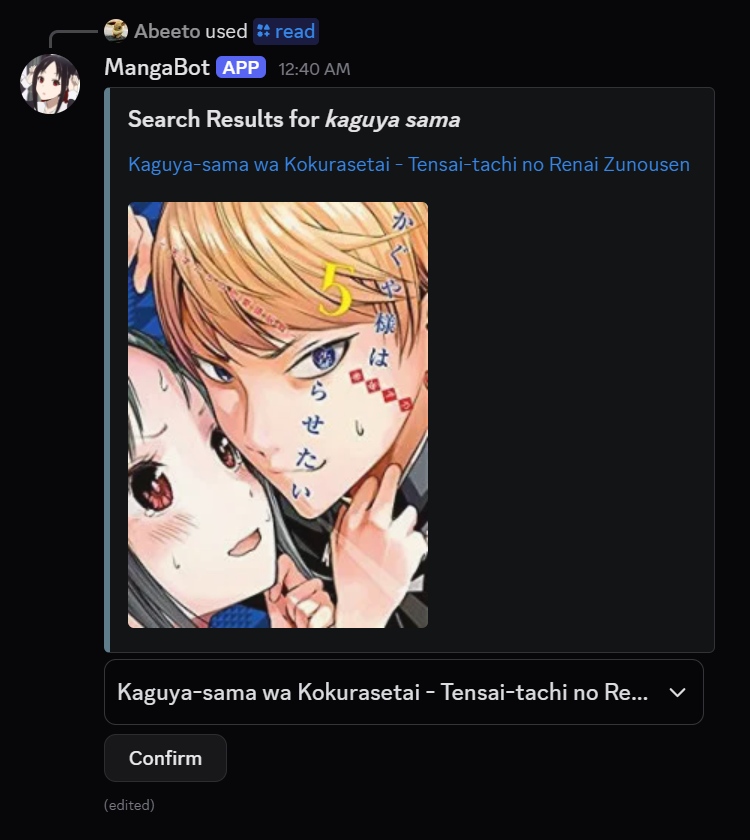 Abeeto used read
MangaBot APP 12:40 AM
Search Results for kaguya sama
Kaguya-sama wa Kokurasetai - Tensai-tachi no Renai Zunousen
5
かぐや様は
らせたい
Kaguya-sama wa Kokurasetai - Tensai-tachi no Re...
Confirm
(edited)